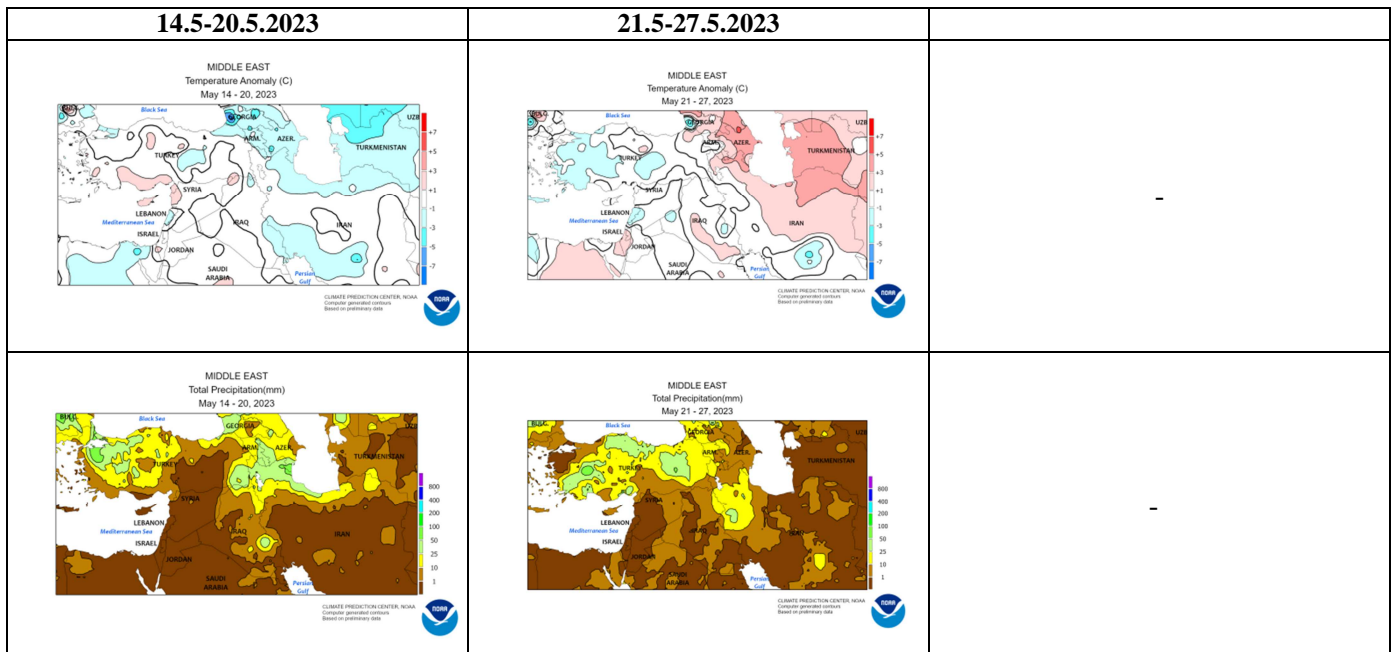 14.5-20.5.2023
21.5-27.5.2023
MIDDLE EAST
Temperature Anomaly (C)
May 14 - 20, 2023
Black Sea
GEORGIA
UZB
ARM.
AZER.
TURKEY
TURKMENISTAN
SYRIA
LEBANON
Mediterranean Sea
IRAQ
IRAN
ISRAEL
JORDAN
SAUDI
ARABIA
Persian
Gulf
+7
+5
+3
+1
-1
-3
-5
-7
CLIMATE PREDICTION CENTER, NOAA
Computer generated contours
Based on preliminary data
NOAA
MIDDLE EAST
Temperature Anomaly (C)
May 21 - 27, 2023
BULG.
Black Sea
GEORGIA
UZB
ARM.
AZER.
TURKEY
TURKMENISTAN
SYRIA
LEBANON
Mediterranean Sea
IRAQ
IRAN
ISRAEL
JORDAN
SAUDI
ARABIA
Persian
Gulf
+7
+5
+3
+1
-1
-3
-5
-7
CLIMATE PREDICTION CENTER, NOAA
Computer generated contours
Based on preliminary data
NOAA
-
MIDDLE EAST
Total Precipitation(mm)
May 14 - 20, 2023
BULG.
Black Sea
GEORGIA
UZB
ARM.
AZER.
TURKEY
TURKMENISTAN
SYRIA
LEBANON
Mediterranean Sea
IRAQ
IRAN
ISRAEL
JORDAN
SAUDI
ARABIA
Persian
Gulf
800
400
200
100
50
25
10
1
CLIMATE PREDICTION CENTER, NOAA
Computer generated contours
Based on preliminary data
NOAA
MIDDLE EAST
Total Precipitation(mm)
May 21 - 27, 2023
BULG.
Black Sea
GEORGIA
UZB
ARM.
AZER.
TURKEY
TURKMENISTAN
SYRIA
LEBANON
Mediterranean Sea
IRAQ
IRAN
ISRAEL
JORDAN
SAUDI
ARABIA
Persian
Gulf
800
400
200
100
50
25
10
1
CLIMATE PREDICTION CENTER, NOAA
Computer generated contours
Based on preliminary data
NOAA
-